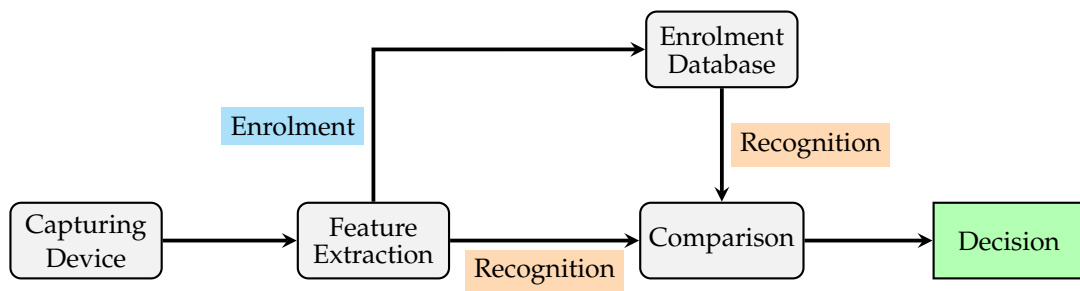 Enrolment
Database
Enrolment
Recognition
Capturing
Device
Feature
Extraction
Recognition
Comparison
Decision